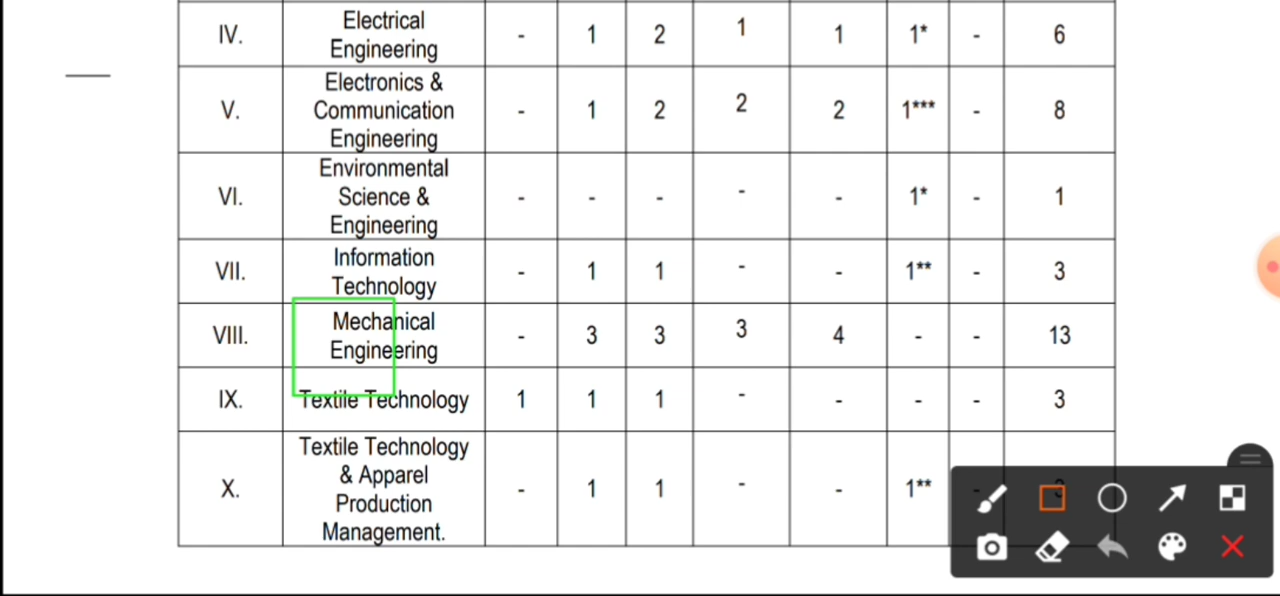 IV. Electrical Engineering - 1 2 1 1 1* - 6
V. Electronics & Communication Engineering - 1 2 2 2 1*** - 8
VI. Environmental Science & Engineering - - - - - 1* - 1
VII. Information Technology - 1 1 - - 1** - 3
VIII. Mechanical Engineering - 3 3 3 4 - - 13
IX. Textile Technology 1 1 1 - - - - 3
X. Textile Technology & Apparel Production Management. - 1 1 - - 1** -